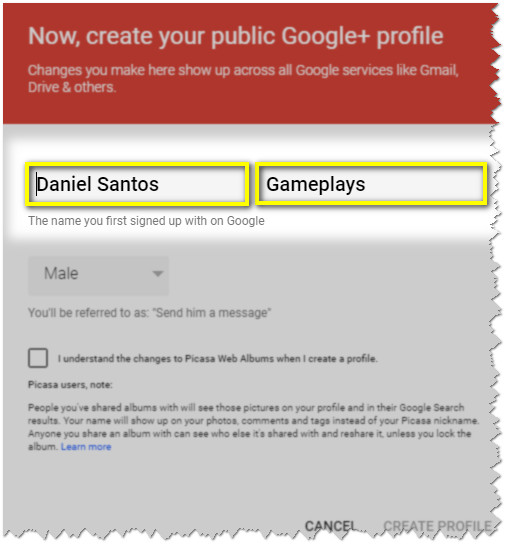 Now, create your public Google+ profile
Changes you make here show up across all Google services like Gmail,
Drive & others.
Daniel Santos Gameplays
The name you first signed up with on Google
Male
You'll be referred to as: "Send him a message"
I understand the changes to Picasa Web Albums when I create a profile.
Picasa users, note:
People you've shared albums with will see those pictures on your profile and in their Google Search
results. Your name will show up on your photos, comments and tags instead of your Picasa nickname.
Anyone you share an album with can see who else it's shared with and reshare it, unless you lock the
album. Learn more
CANCEL CREATE PROFILE